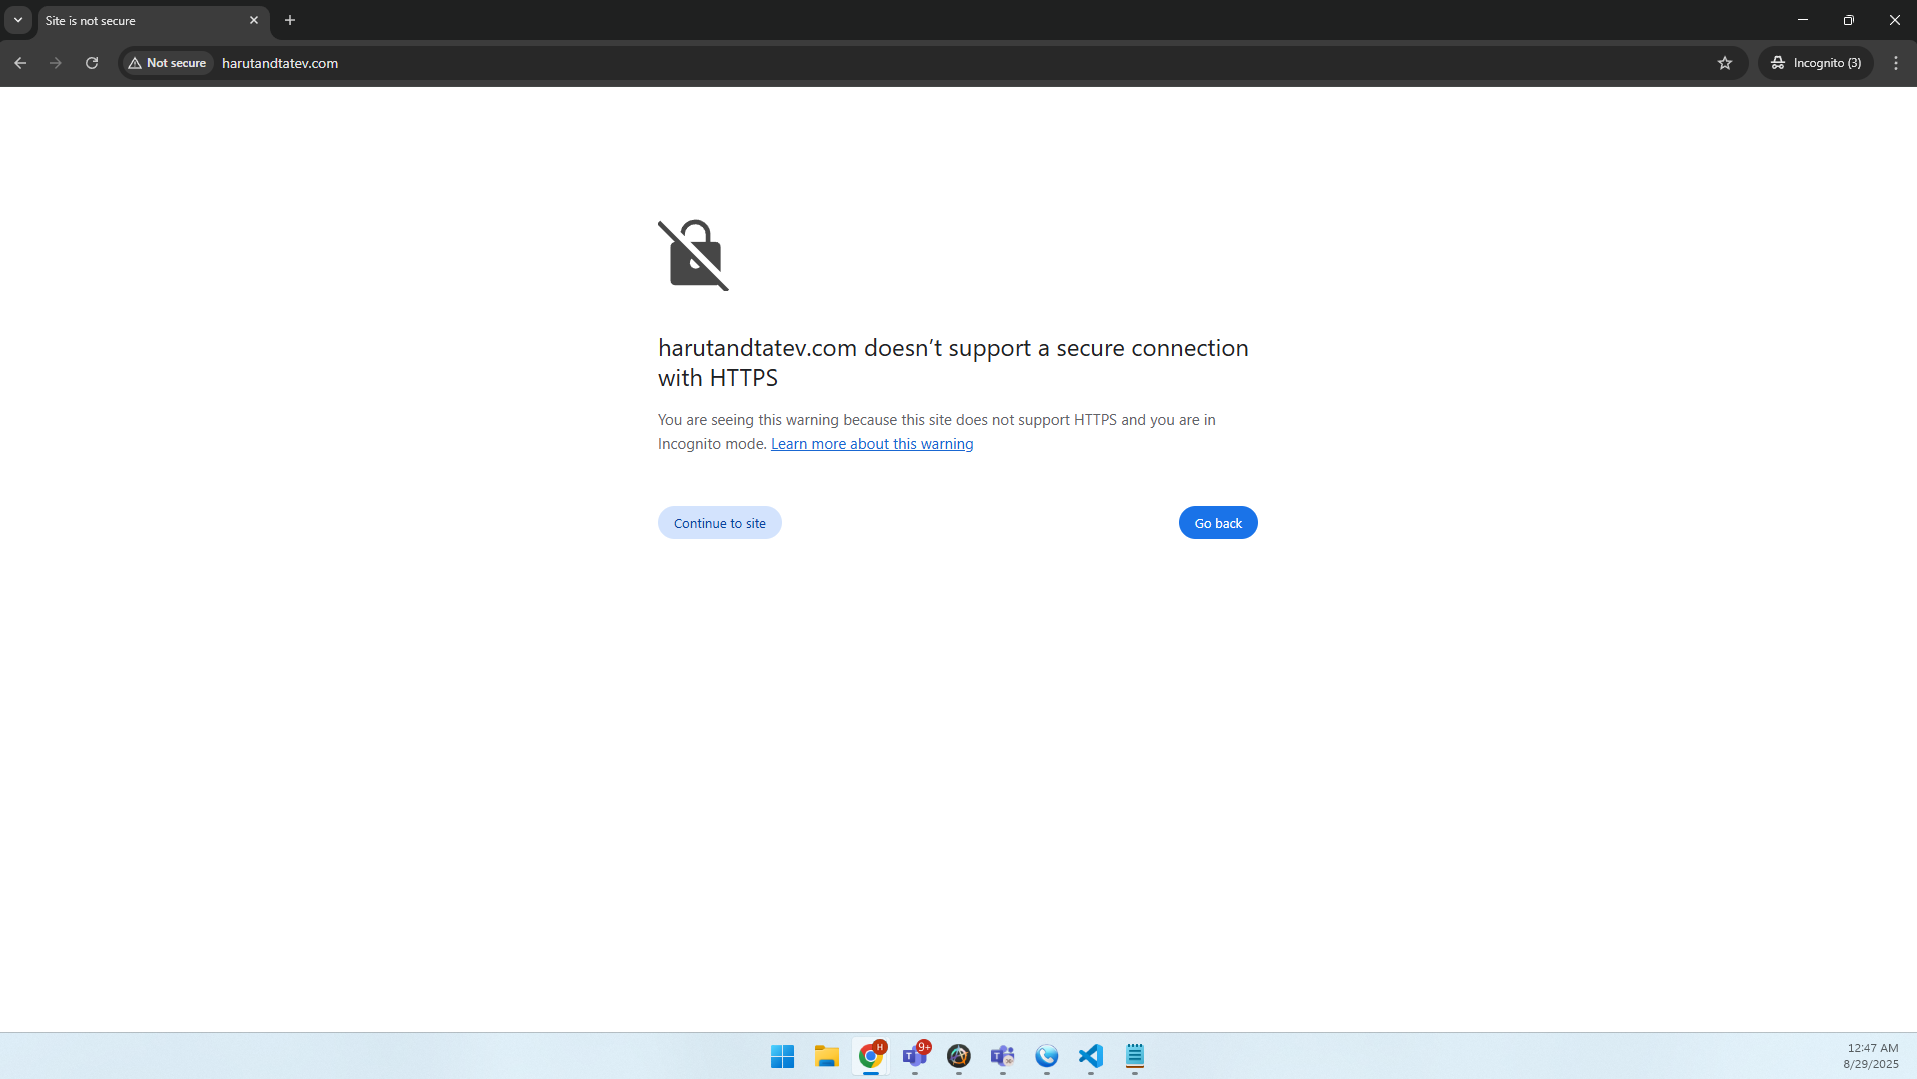 Site is not secure
Not secure
harutandtatev.com
Incognito (3)
harutandtatev.com doesn’t support a secure connection
with HTTPS
You are seeing this warning because this site does not support HTTPS and you are in
Incognito mode. Learn more about this warning
Continue to site
Go back
H
9+
T
T
12:47 AM
8/29/2025